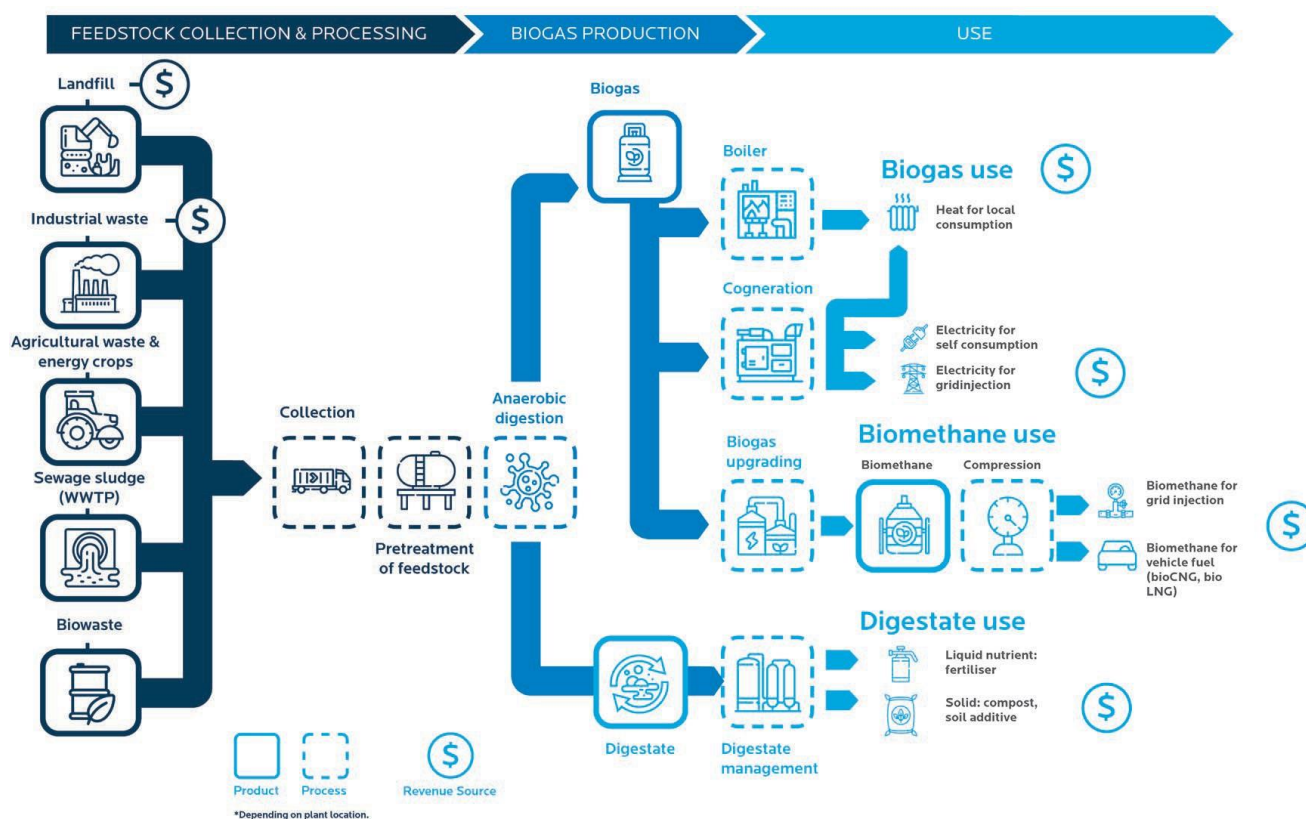 FEEDSTOCK COLLECTION & PROCESSING
BIOGAS PRODUCTION
USE
Landfill
$
Industrial waste
$
Agricultural waste &
energy crops
Sewage sludge
(WWTP)
Biowaste
Collection
Pretreatment
of feedstock
Anaerobic
digestion
Biogas
Boiler
Biogas use
$
Heat for local
consumption
Cogneration
Electricity for
self consumption
Electricity for
gridinjection
$
Biogas
upgrading
Biomethane use
Biomethane
Compression
Biomethane for
grid injection
Biomethane for
vehicle fuel
(bioCNG, bio
LNG)
$
Digestate
Digestate
management
Digestate use
Liquid nutrient:
fertiliser
Solid: compost,
soil additive
$
Product
Process
$
Revenue Source
*Depending on plant location.